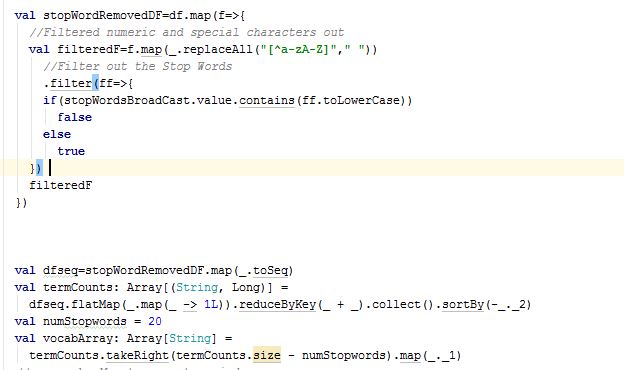 val stopWordRemovedDF=df.map(f=>{
//Filtered numeric and special characters out
val filteredF=f.map(_.replaceAll("[^a-zA-Z]"," "))
//Filter out the Stop Words
.filter(ff=>{
if(stopWordsBroadCast.value.contains(ff.toLowerCase))
false
else
true
})
filteredF
})
val dfseq=stopWordRemovedDF.map(_.toSeq)
val termCounts: Array[(String, Long)] =
dfseq.flatMap(_.map(_ -> 1L)).reduceByKey(_ + _).collect().sortBy(-_._2)
val numStopwords = 20
val vocabArray: Array[String] =
termCounts.takeRight(termCounts.size - numStopwords).map(_._1)